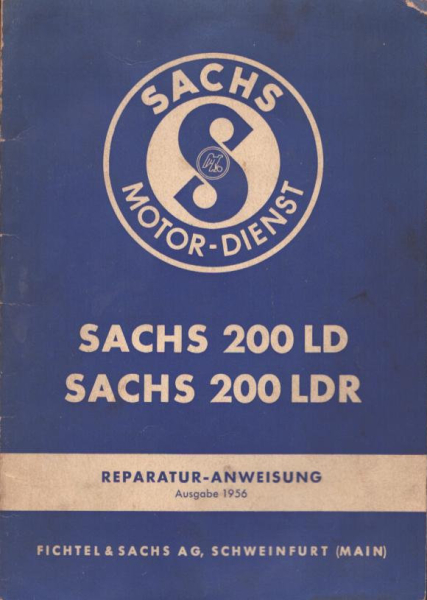 SACHS
MOTOR-DIENST
SACHS 200 LD
SACHS 200 LDR
REPARATUR-ANWEISUNG
Ausgabe 1956
FICHTEL & SACHS AG, SCHWEINFURT (MAIN)